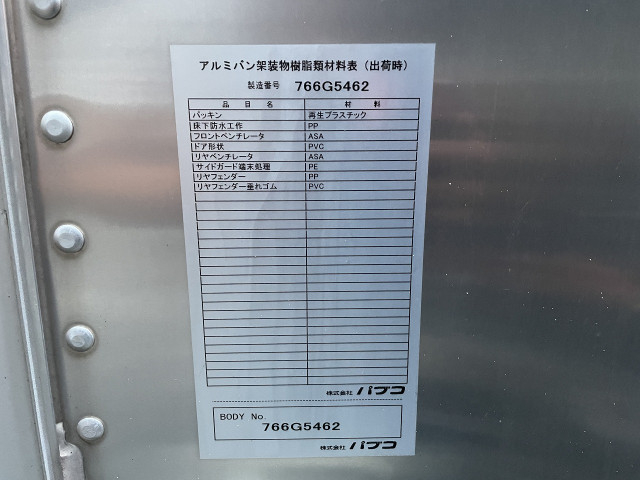 アルミバン架装物樹脂類材料表（出荷時）
製造番号 766G5462
品目名 材料
パッキン 再生プラスチック
床下防水工作 PP
フロントベンチレータ ASA
ドア形状 PVC
リヤベンチレータ ASA
サイドガード端末処理 PE
リヤフェンダー PP
リヤフェンダー垂れゴム PVC
株式会社 パブコ
BODY No.
766G5462
株式会社 パブコ